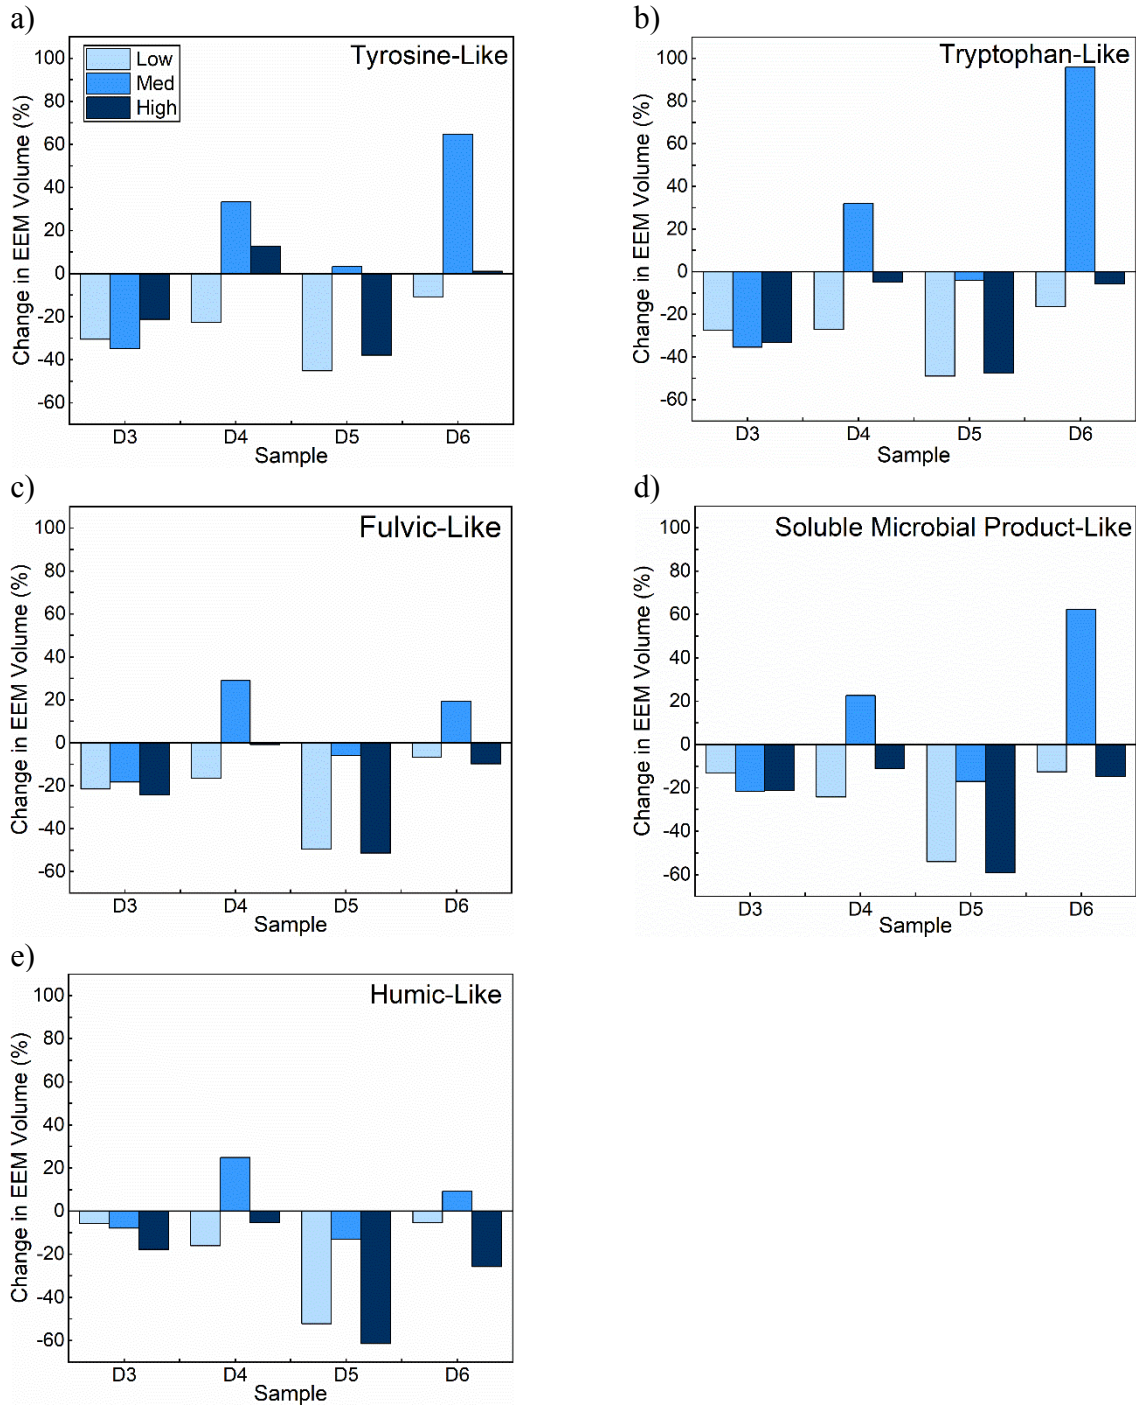 a)
Tyrosine-Like
Low
Med
High
Change in EEM Volume (%)
100
80
60
40
20
0
-20
-40
-60
D3 D4 D5 D6
Sample
b)
Tryptophan-Like
Change in EEM Volume (%)
100
80
60
40
20
0
-20
-40
-60
D3 D4 D5 D6
Sample
c)
Fulvic-Like
Change in EEM Volume (%)
100
80
60
40
20
0
-20
-40
-60
D3 D4 D5 D6
Sample
d)
Soluble Microbial Product-Like
Change in EEM Volume (%)
100
80
60
40
20
0
-20
-40
-60
D3 D4 D5 D6
Sample
e)
Humic-Like
Change in EEM Volume (%)
100
80
60
40
20
0
-20
-40
-60
D3 D4 D5 D6
Sample